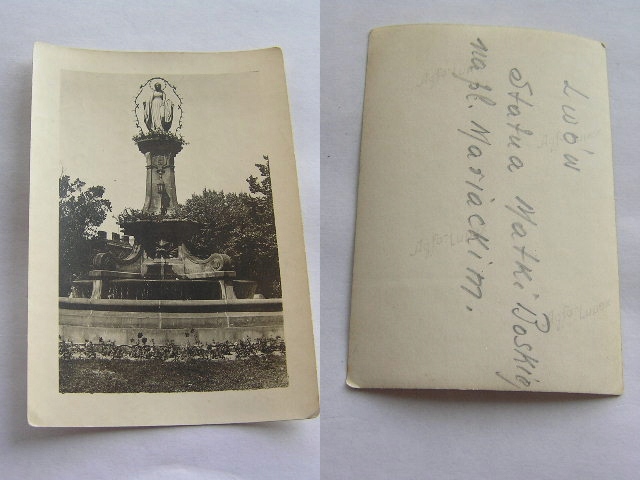 Lwów
Statua Matki Boskiej
na pl. Mariackim.